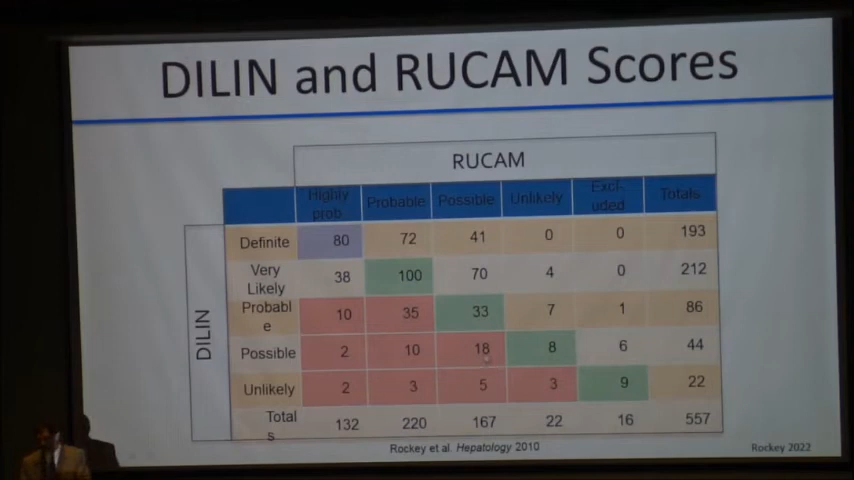 DILIN and RUCAM Scores
RUCAM
Highly prob. Probable Possible Unlikely Excl- uded Totals
DILIN
Definite 80 72 41 0 0 193
Very Likely 38 100 70 4 0 212
Probabl e 10 35 33 7 1 86
Possible 2 10 18 8 6 44
Unlikely 2 3 5 3 9 22
Total s 132 220 167 22 16 557
Rockey et al. Hepatology 2010
Rockey 2022